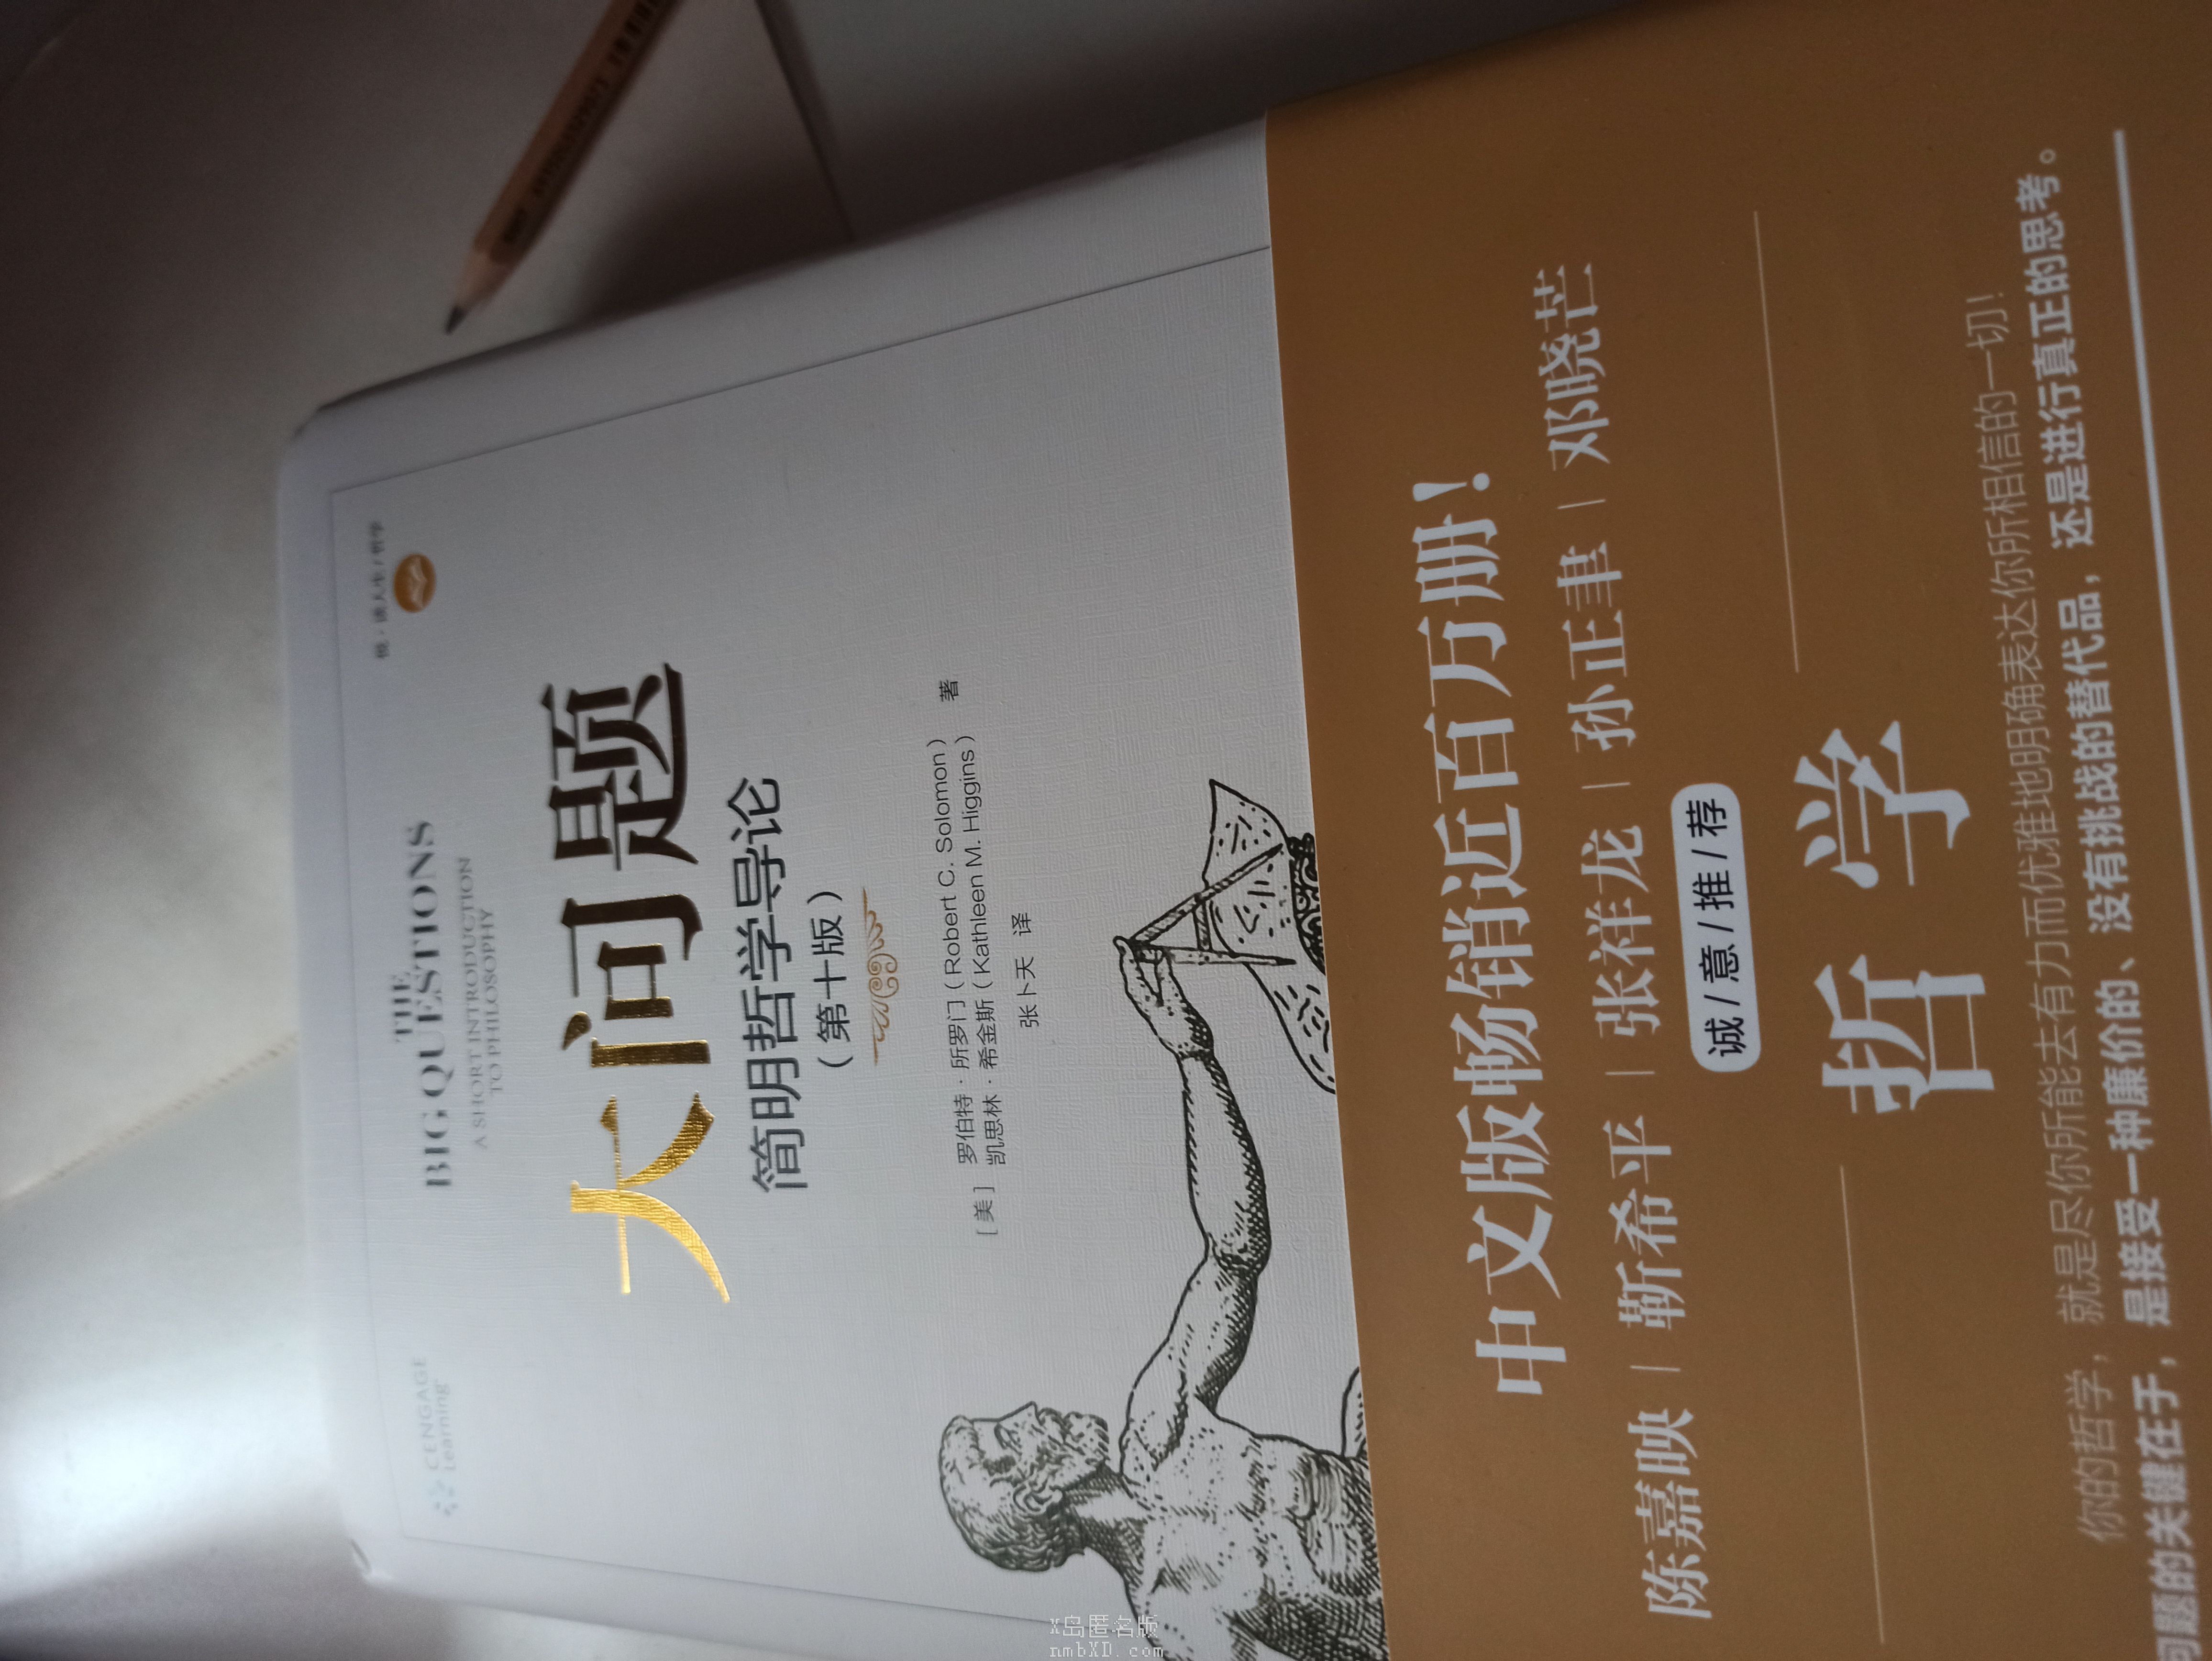 CENGAGE
Learning
THE
BIG QUESTIONS
A SHORT INTRODUCTION
TO PHILOSOPHY
大问题
简明哲学导论
（第十版）
[美] 罗伯特·所罗门（Robert C. Solomon）
凯思林·希金斯（Kathleen M. Higgins） 著
张卜天 译
中文版畅销近百万册！
陈嘉映 | 靳希平 | 张祥龙 | 孙正聿 | 邓晓芒
诚/意/推/荐
哲学
你的哲学，就是尽你所能去有力而优雅地明确表达你所相信的一切！
问题的关键在于，是接受一种廉价的、没有挑战的替代品，还是进行真正的思考。
X岛匿名版
nmbXD.com